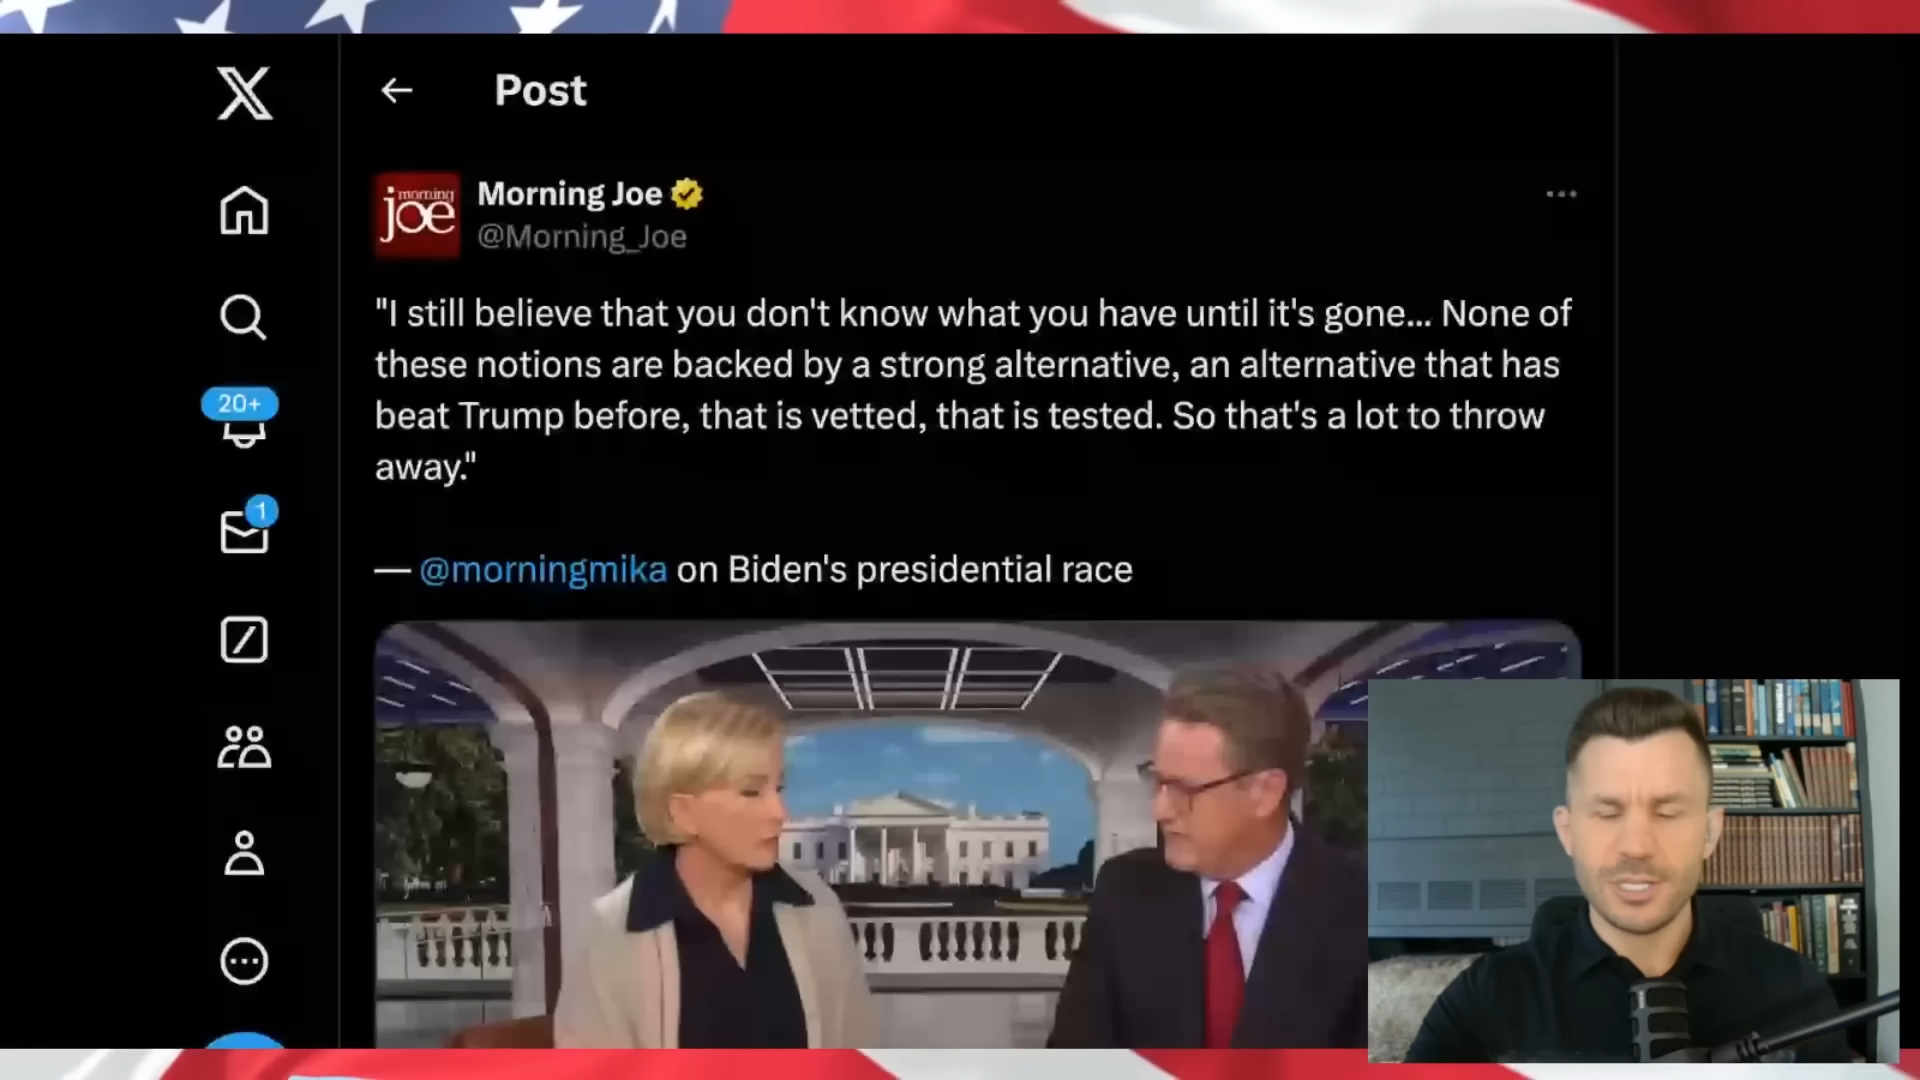 Post
morning
joe
Morning Joe
@Morning_Joe
"I still believe that you don't know what you have until it's gone... None of
these notions are backed by a strong alternative, an alternative that has
beat Trump before, that is vetted, that is tested. So that's a lot to throw
away."
— @morningmika on Biden's presidential race
20+
1